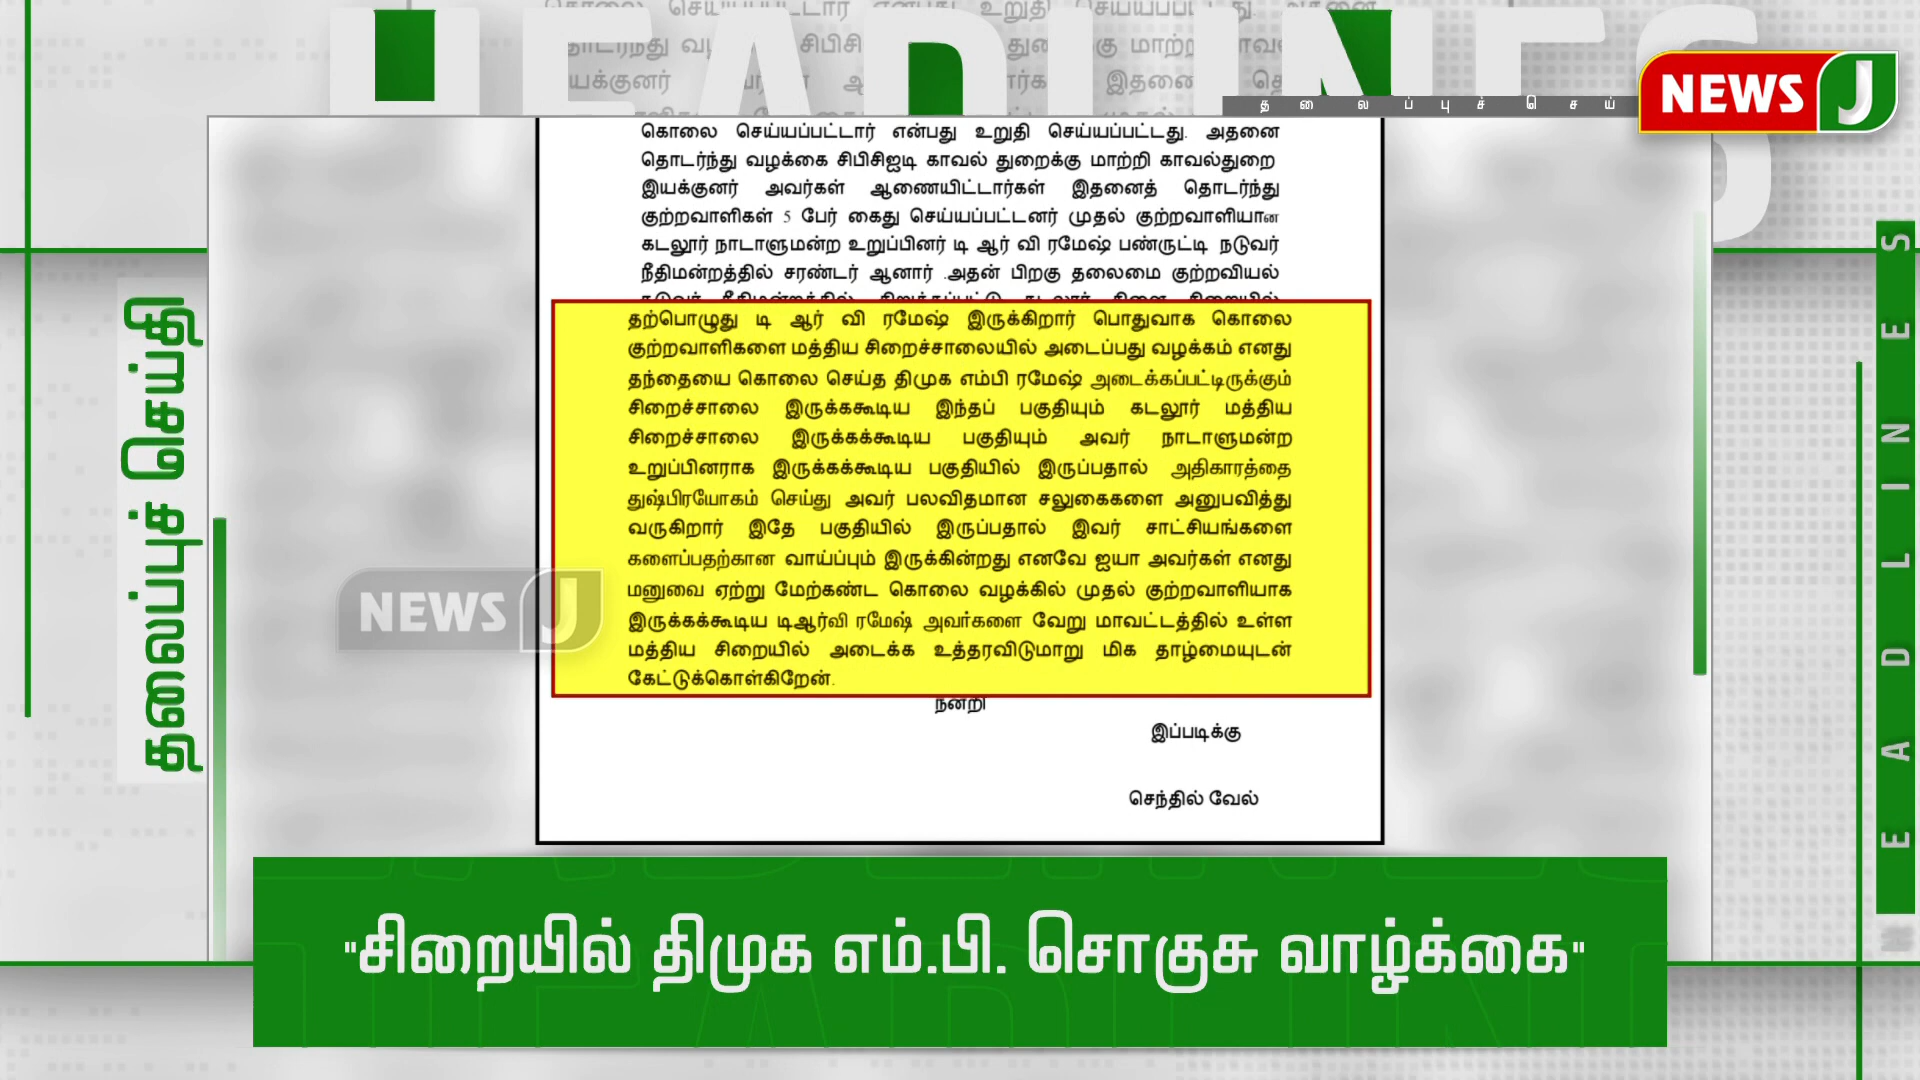 HEADLINES
தலைப்புச் செய்
NEWS J
கொலை செய்யப்பட்டார் என்பது உறுதி செய்யப்பட்டது. அதனை
தொடர்ந்து வழக்கை சிபிசிஐடி காவல் துறைக்கு மாற்றி காவல்துறை
இயக்குனர் அவர்கள் ஆணையிட்டார்கள் இதனைத் தொடர்ந்து
குற்றவாளிகள் 5 பேர் கைது செய்யப்பட்டனர் முதல் குற்றவாளியான
கடலூர் நாடாளுமன்ற உறுப்பினர் டி ஆர் வி ரமேஷ் பண்ருட்டி நடுவர்
நீதிமன்றத்தில் சரண்டர் ஆனார் .அதன் பிறகு தலைமை குற்றவியல்
தற்பொழுது டி ஆர் வி ரமேஷ் இருக்கிறார் பொதுவாக கொலை
குற்றவாளிகளை மத்திய சிறைச்சாலையில் அடைப்பது வழக்கம் எனது
தந்தையை கொலை செய்த திமுக எம்பி ரமேஷ் அடைக்கப்பட்டிருக்கும்
சிறைச்சாலை இருக்ககூடிய இந்தப் பகுதியும் கடலூர் மத்திய
சிறைச்சாலை இருக்கக்கூடிய பகுதியும் அவர் நாடாளுமன்ற
உறுப்பினராக இருக்கக்கூடிய பகுதியில் இருப்பதால் அதிகாரத்தை
துஷ்பிரயோகம் செய்து அவர் பலவிதமான சலுகைகளை அனுபவித்து
வருகிறார் இதே பகுதியில் இருப்பதால் இவர் சாட்சியங்களை
களைப்பதற்கான வாய்ப்பும் இருக்கின்றது எனவே ஐயா அவர்கள் எனது
மனுவை ஏற்று மேற்கண்ட கொலை வழக்கில் முதல் குற்றவாளியாக
இருக்கக்கூடிய டிஆர்வி ரமேஷ் அவர்களை வேறு மாவட்டத்தில் உள்ள
மத்திய சிறையில் அடைக்க உத்தரவிடுமாறு மிக தாழ்மையுடன்
கேட்டுக்கொள்கிறேன்.
நன்றி
இப்படிக்கு
செந்தில் வேல்
NEWS J
தலைப்புச் செய்தி
EADLINES
"சிறையில் திமுக எம்.பி. சொகுசு வாழ்க்கை"